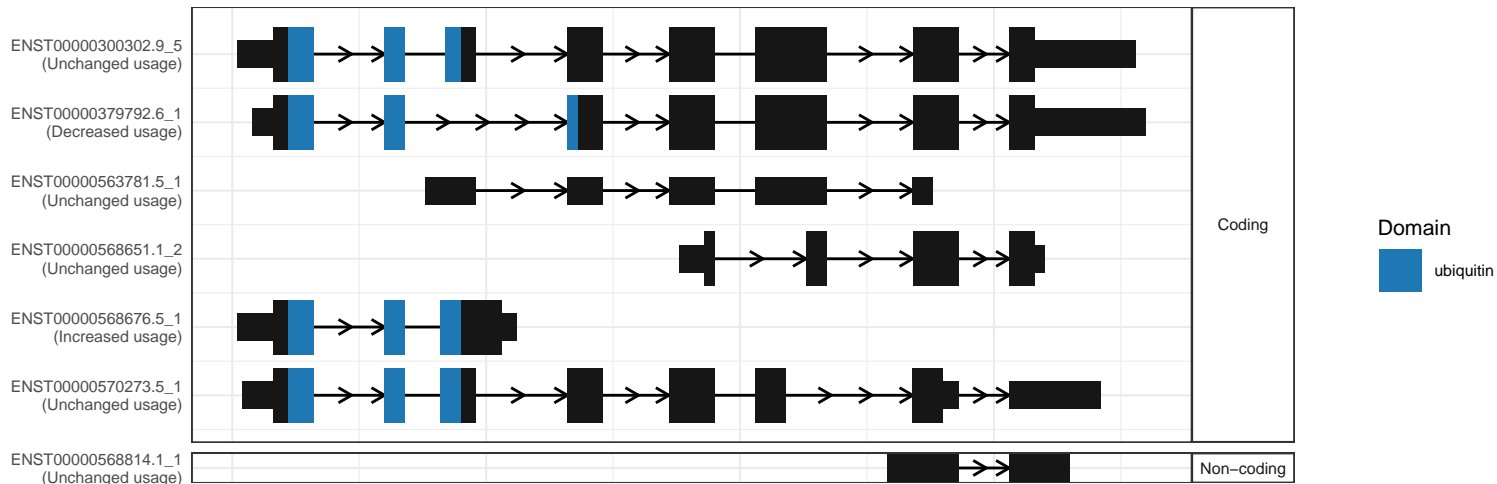 ENST00000300302.9_5
(Unchanged usage)
ENST00000379792.6_1
(Decreased usage)
ENST00000563781.5_1
(Unchanged usage)
ENST00000568651.1_2
(Unchanged usage)
ENST00000568676.5_1
(Increased usage)
ENST00000570273.5_1
(Unchanged usage)
ENST00000568814.1_1
(Unchanged usage)
Coding
Non−coding
Domain
ubiquitin